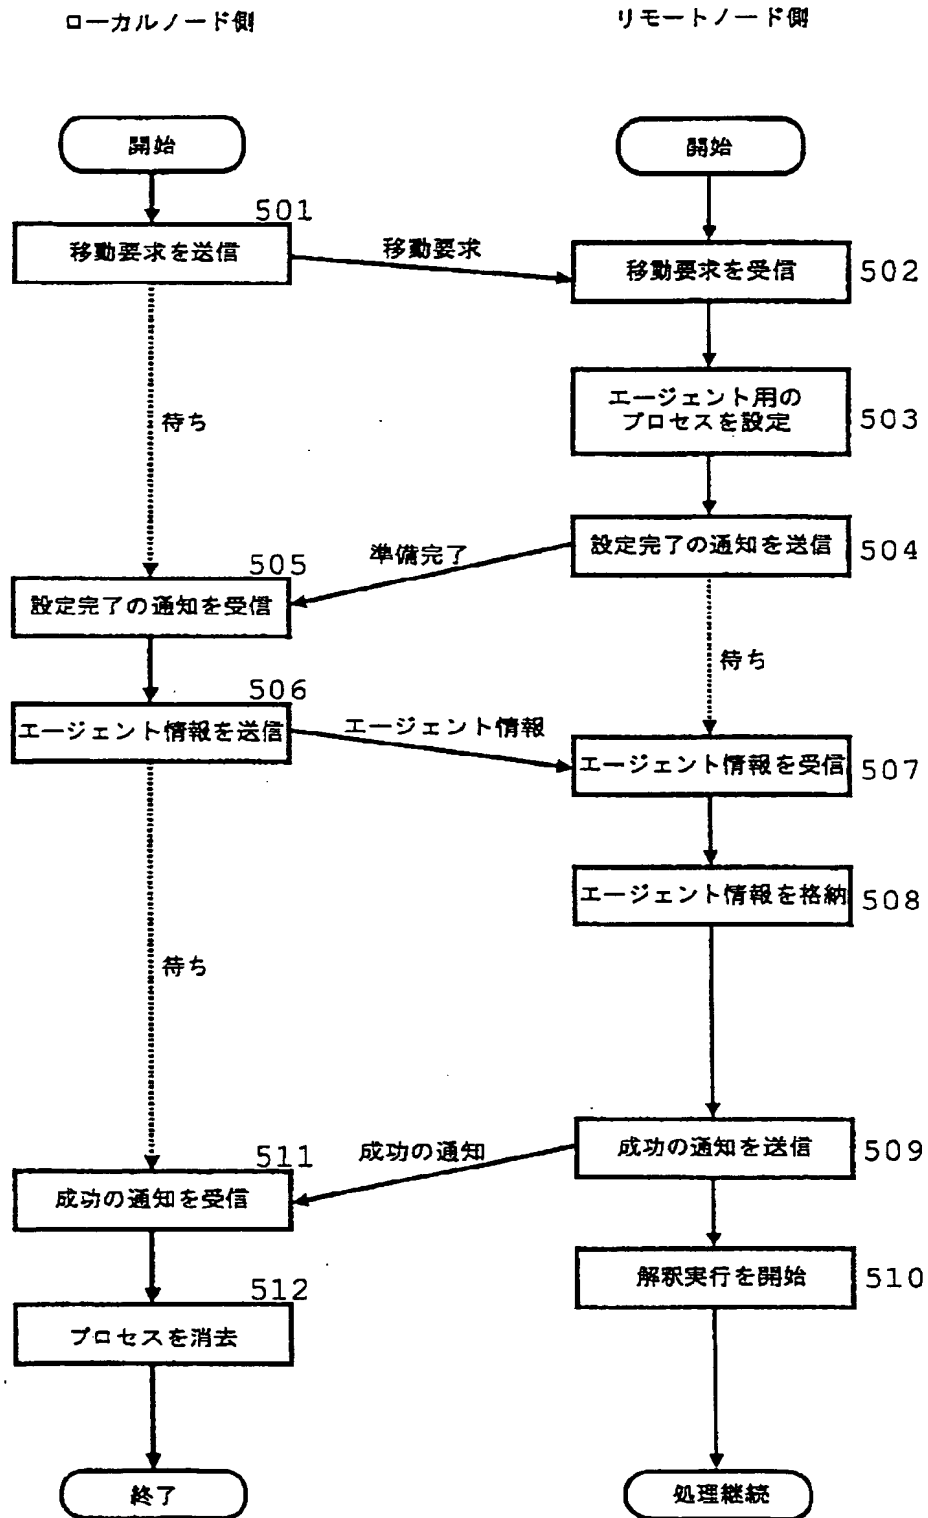 ローカルノード側
リモートノード側
開始
開始
501
移動要求を送信
移動要求
移動要求を受信
502
エージェント用の
プロセスを設定
503
待ち
設定完了の通知を送信
504
準備完了
505
設定完了の通知を受信
待ち
506
エージェント情報を送信
エージェント情報
エージェント情報を受信
507
エージェント情報を格納
508
待ち
成功の通知を送信
509
成功の通知
511
成功の通知を受信
解釈実行を開始
510
512
プロセスを消去
終了
処理継続